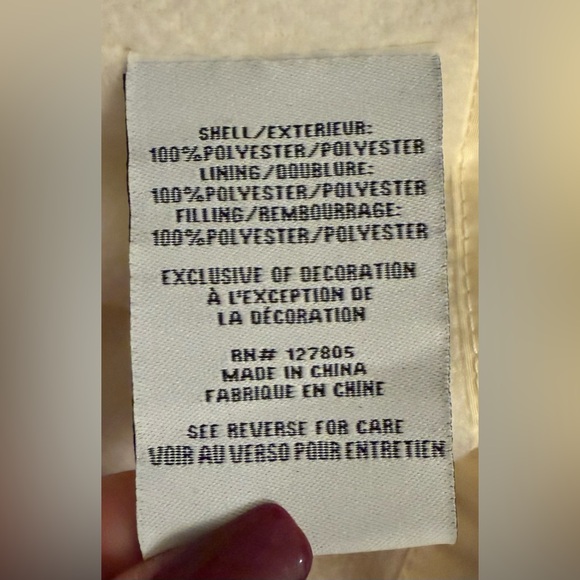 SHELL/EXTERIEUR:
100%POLYESTER/POLYESTER
LINING/DOUBLURE:
100%POLYESTER/POLYESTER
FILLING/REMBOURRAGE:
100%POLYESTER/POLYESTER
EXCLUSIVE OF DECORATION
À L'EXCEPTION DE
LA DÉCORATION
RN# 127805
MADE IN CHINA
FABRIQUE EN CHINE
SEE REVERSE FOR CARE
VOIR AU VERSO POUR ENTRETIEN